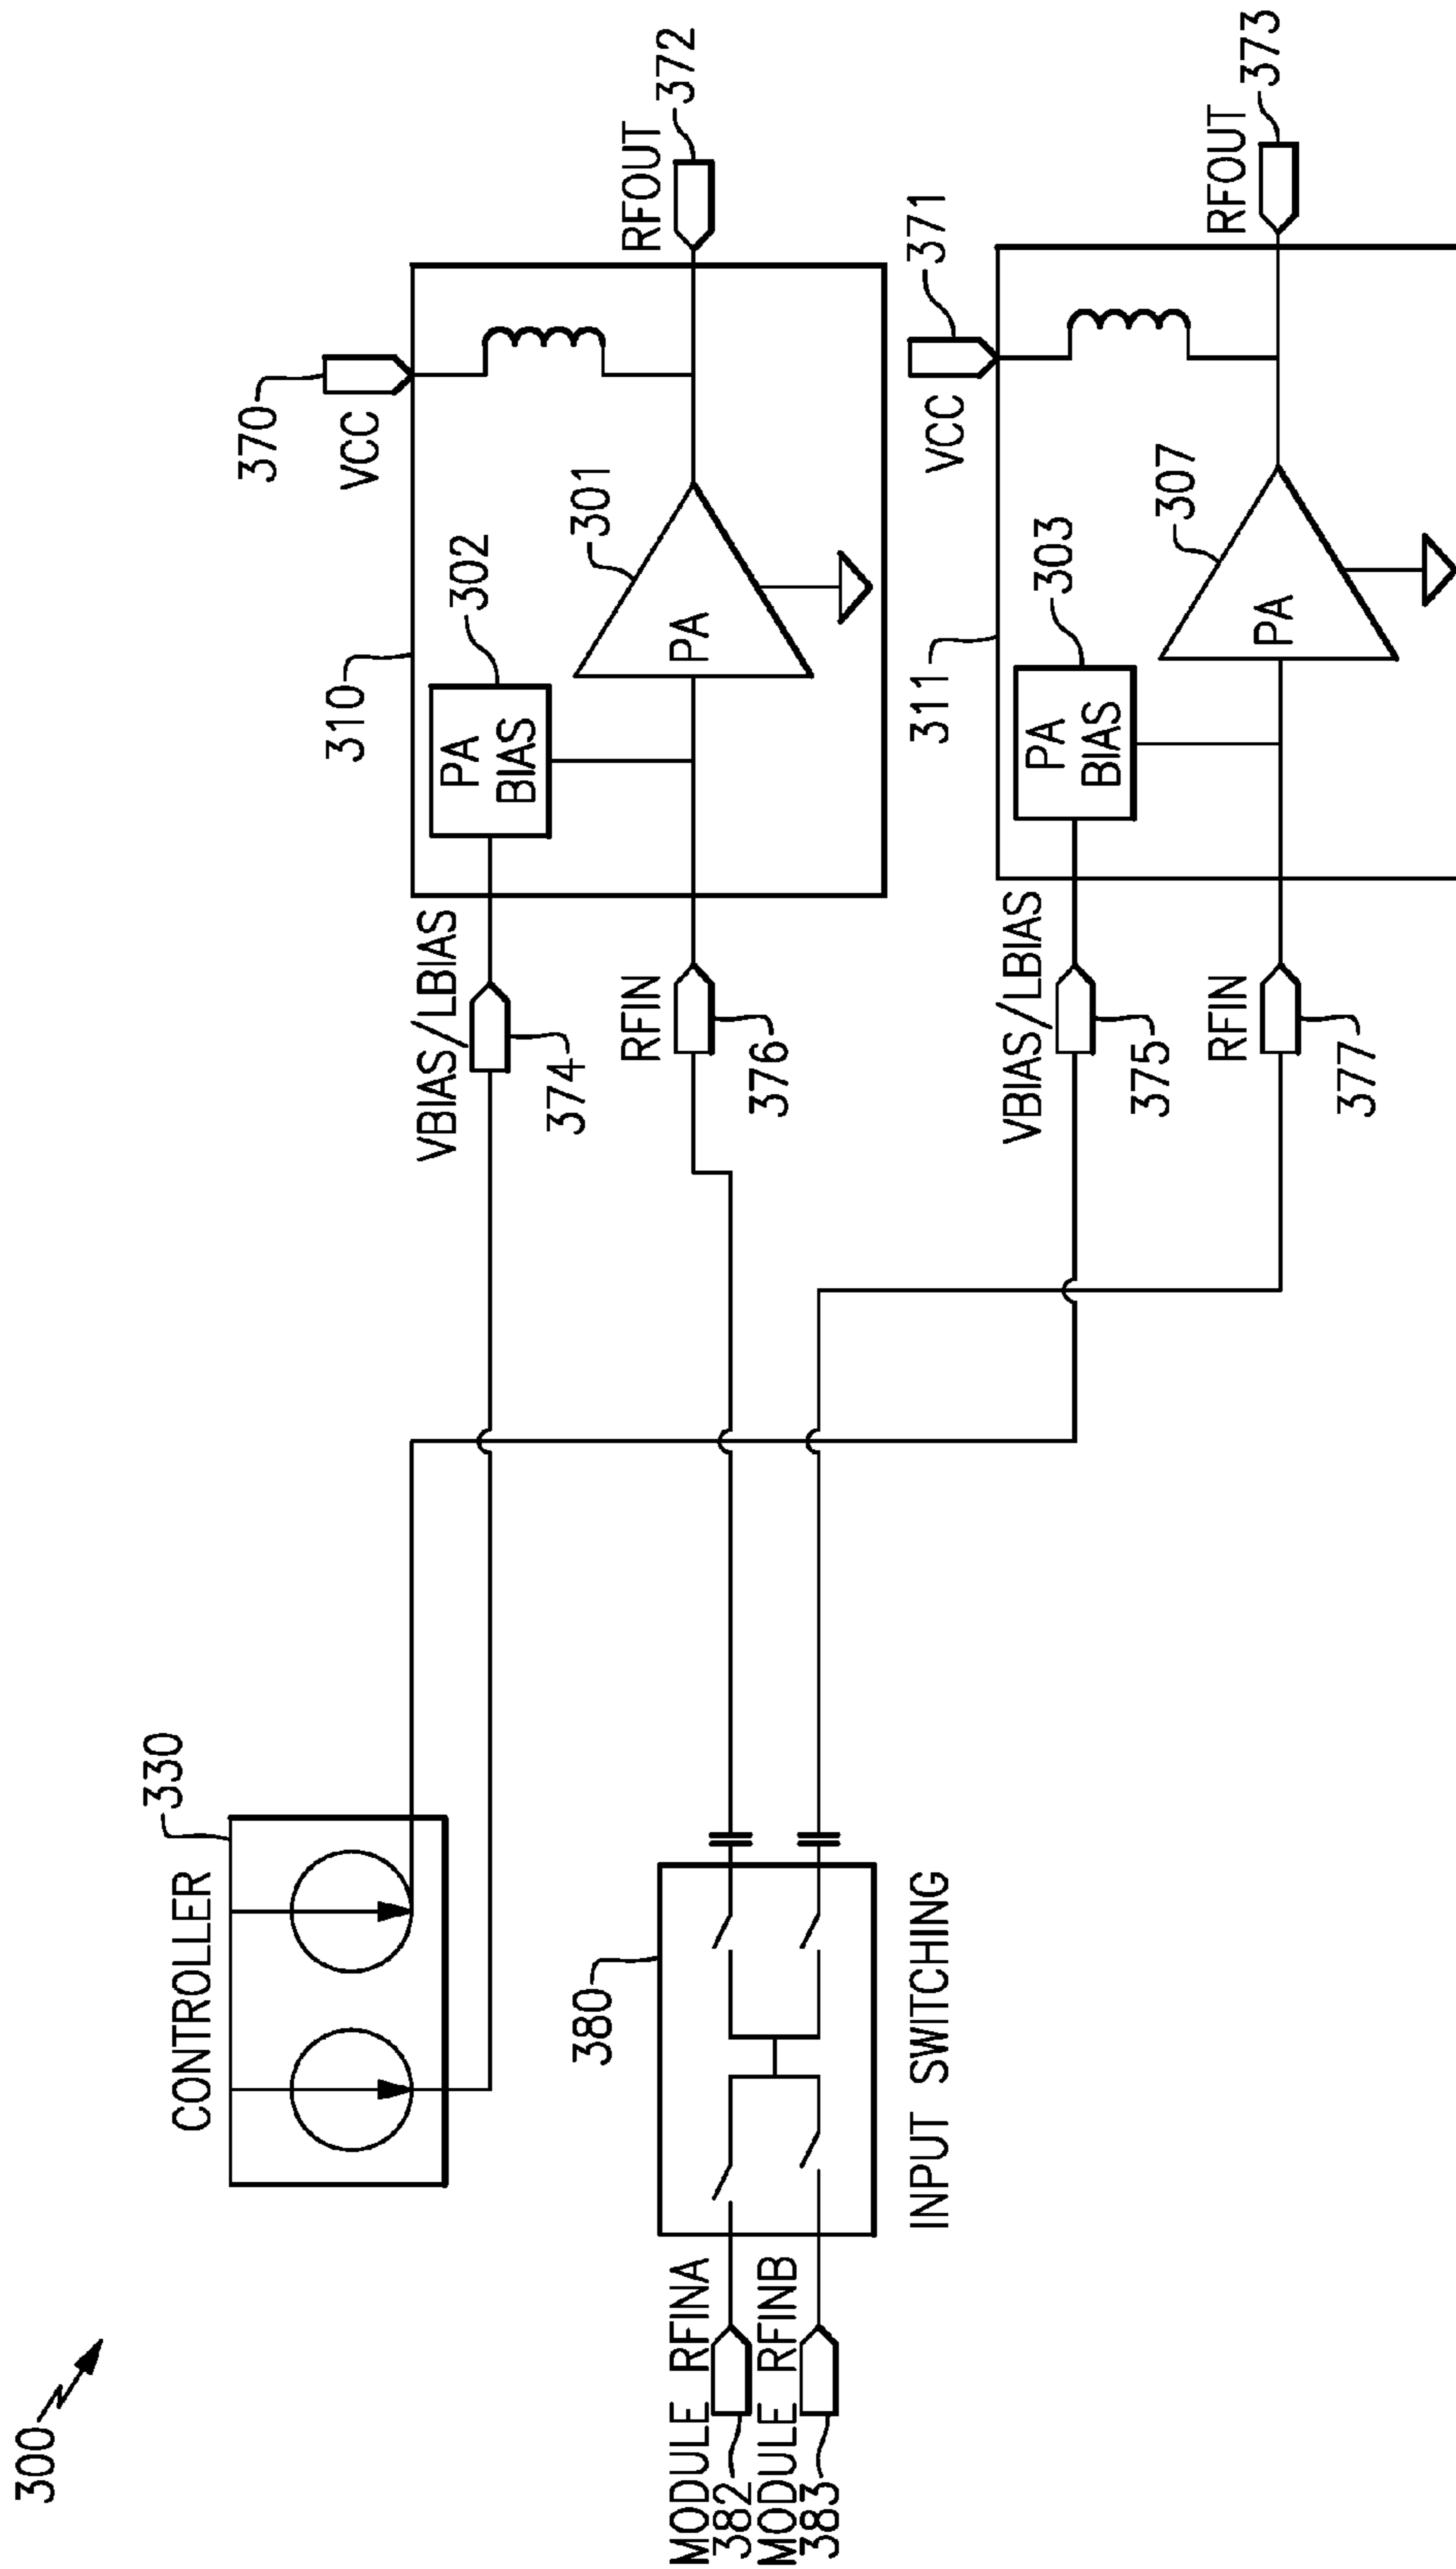 300
CONTROLLER
330
MODULE RFINA
382
MODULE RFINB
383
380
INPUT SWITCHING
VBIAS/LBIAS
374
RFIN
376
310
PA
BIAS
302
PA
301
370
VCC
RFOUT
372
VBIAS/LBIAS
375
RFIN
377
311
PA
BIAS
303
PA
307
VCC
371
RFOUT
373